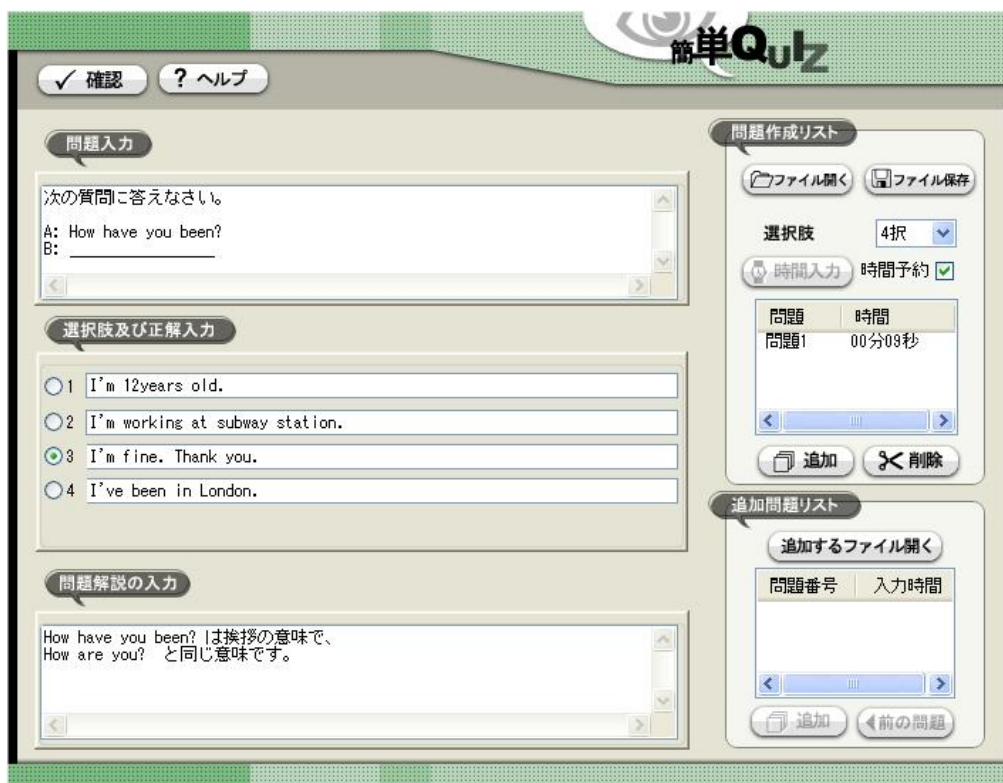 簡単QuIz
確認
? ヘルプ
問題入力
次の質問に答えなさい。
A: How have you been?
B: _______________
選択肢及び正解入力
1 I'm 12years old.
2 I'm working at subway station.
3 I'm fine. Thank you.
4 I've been in London.
問題解説の入力
How have you been? は挨拶の意味で、
How are you? と同じ意味です。
問題作成リスト
ファイル開く ファイル保存
選択肢 4択
時間入力 時間予約
問題 時間
問題1 00分09秒
追加 削除
追加問題リスト
追加するファイル開く
問題番号 入力時間
追加 前の問題